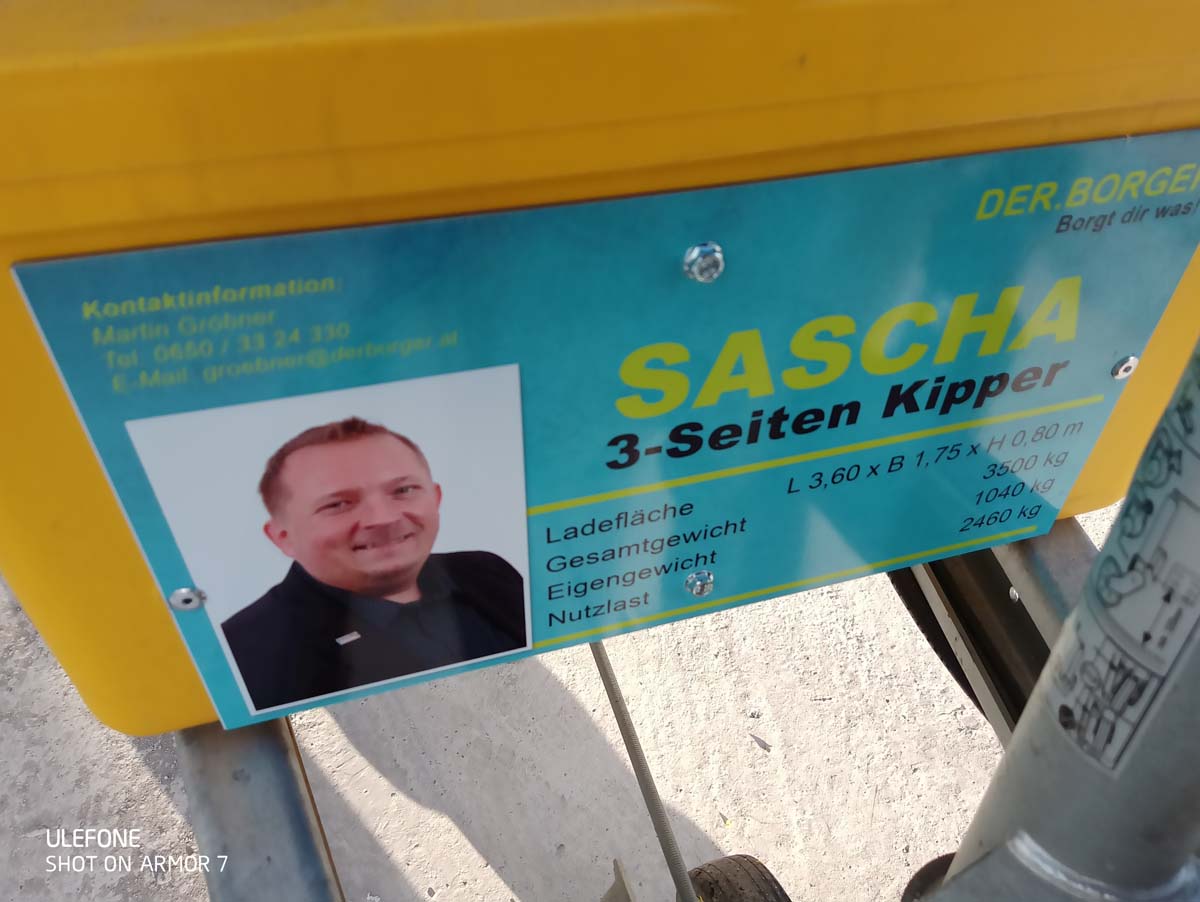 DER.BORGER
Borgt dir was!
Kontaktinformation:
Martin Gröbner
Tel. 0650 / 33 24 330
E-Mail: groebner@derborger.at
SASCHA
3-Seiten Kipper
Ladefläche L 3,60 x B 1,75 x H 0,80 m
Gesamtgewicht 3500 kg
Eigengewicht 1040 kg
Nutzlast 2460 kg
ULEFONE
SHOT ON ARMOR 7